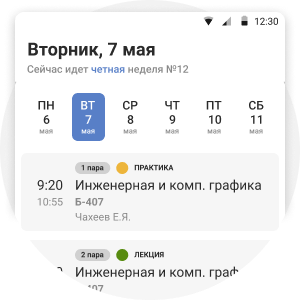 12:30
Вторник, 7 мая
Сейчас идет четная неделя №12
ПН ВТ СР ЧТ ПТ СБ
6 7 8 9 10 11
мая мая мая мая мая мая
1 пара ПРАКТИКА
9:20 Инженерная и комп. графика
10:55 Б-407
Чахеев Е.Я.
2 пара ЛЕКЦИЯ
Инженерная и комп.
Б-407